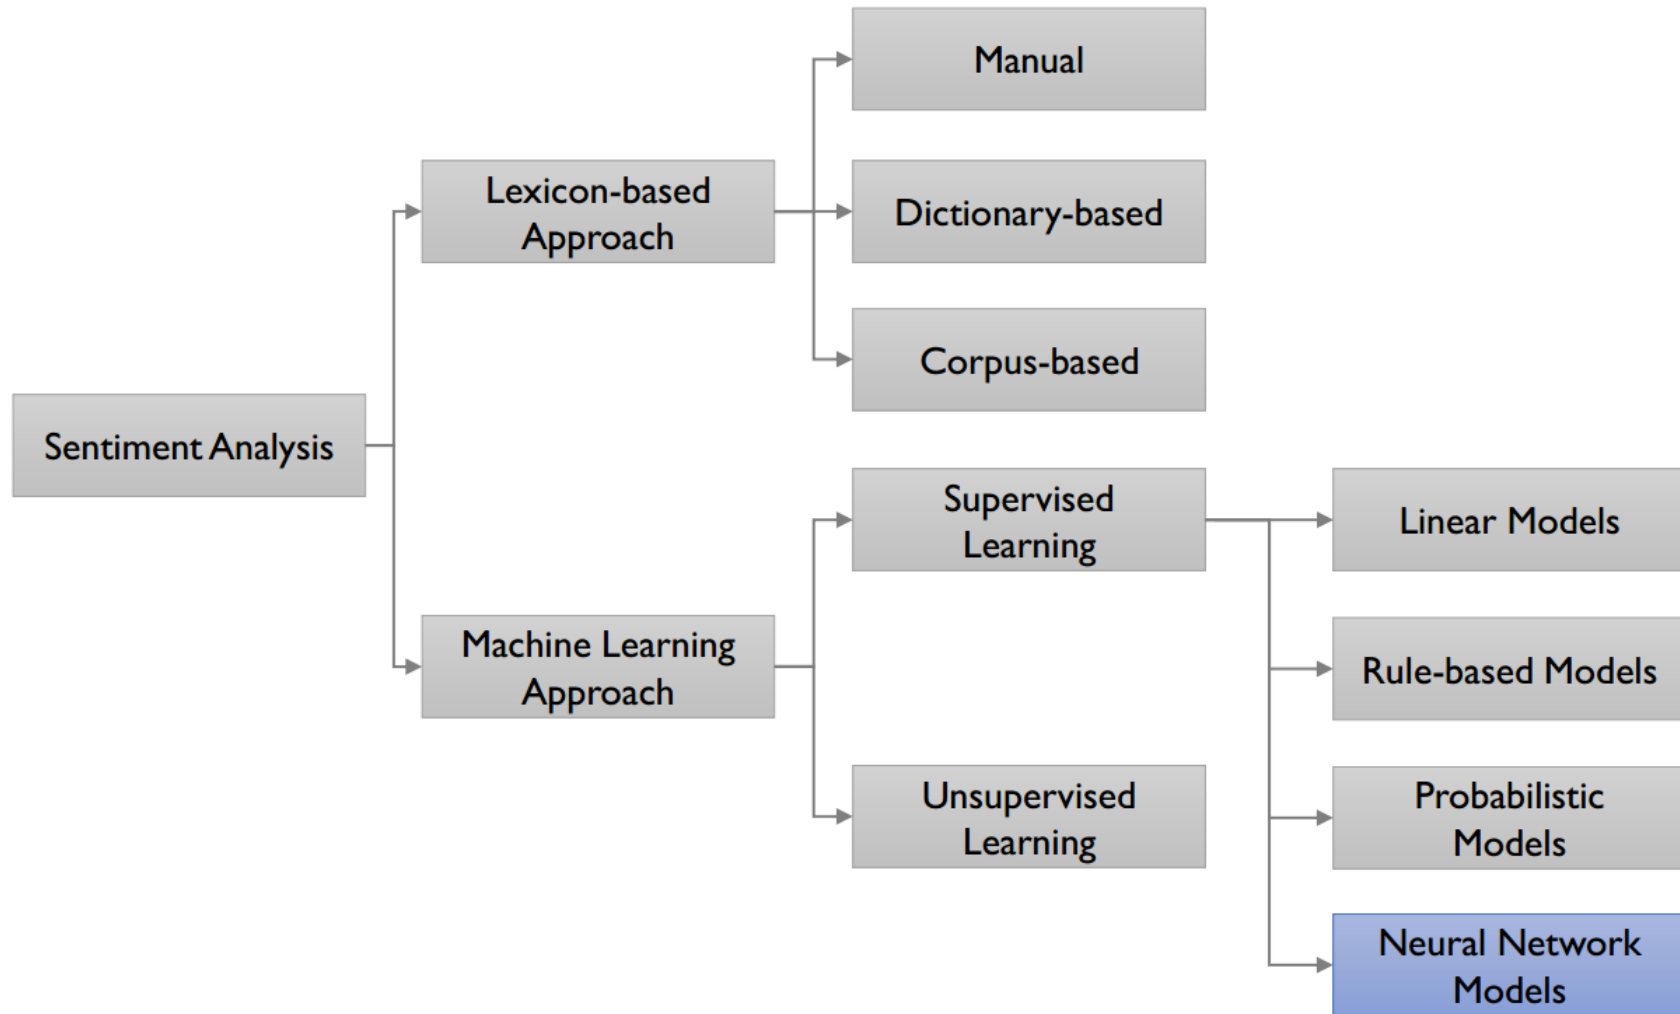 Manual
Lexicon-based
Approach
Dictionary-based
Corpus-based
Sentiment Analysis
Supervised
Learning
Linear Models
Machine Learning
Approach
Rule-based Models
Unsupervised
Learning
Probabilistic
Models
Neural Network
Models